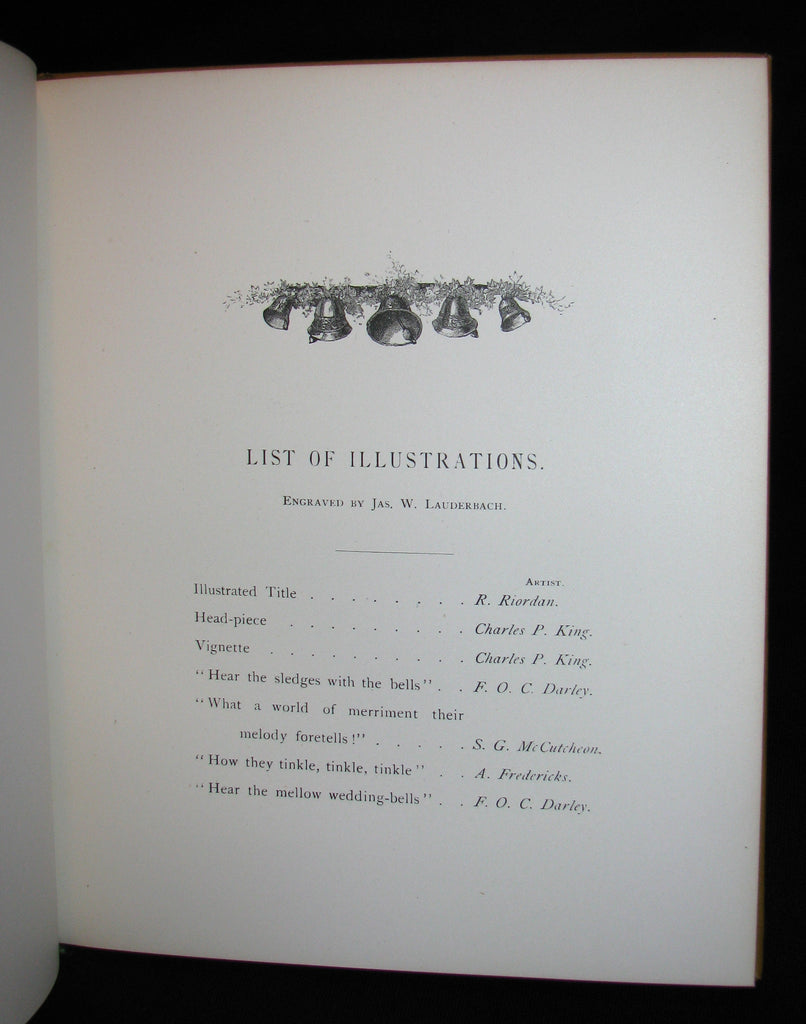 LIST OF ILLUSTRATIONS.
Engraved by Jas. W. Lauderbach.
Artist.
Illustrated Title . . . . . . . . R. Riordan.
Head-piece . . . . . . . . . Charles P. King.
Vignette . . . . . . . . . . Charles P. King.
“Hear the sledges with the bells” . . F. O. C. Darley.
“What a world of merriment their
melody foretells!” . . . . . S. G. McCutcheon.
“How they tinkle, tinkle, tinkle” . . A. Fredericks.
“Hear the mellow wedding-bells” . . F. O. C. Darley.